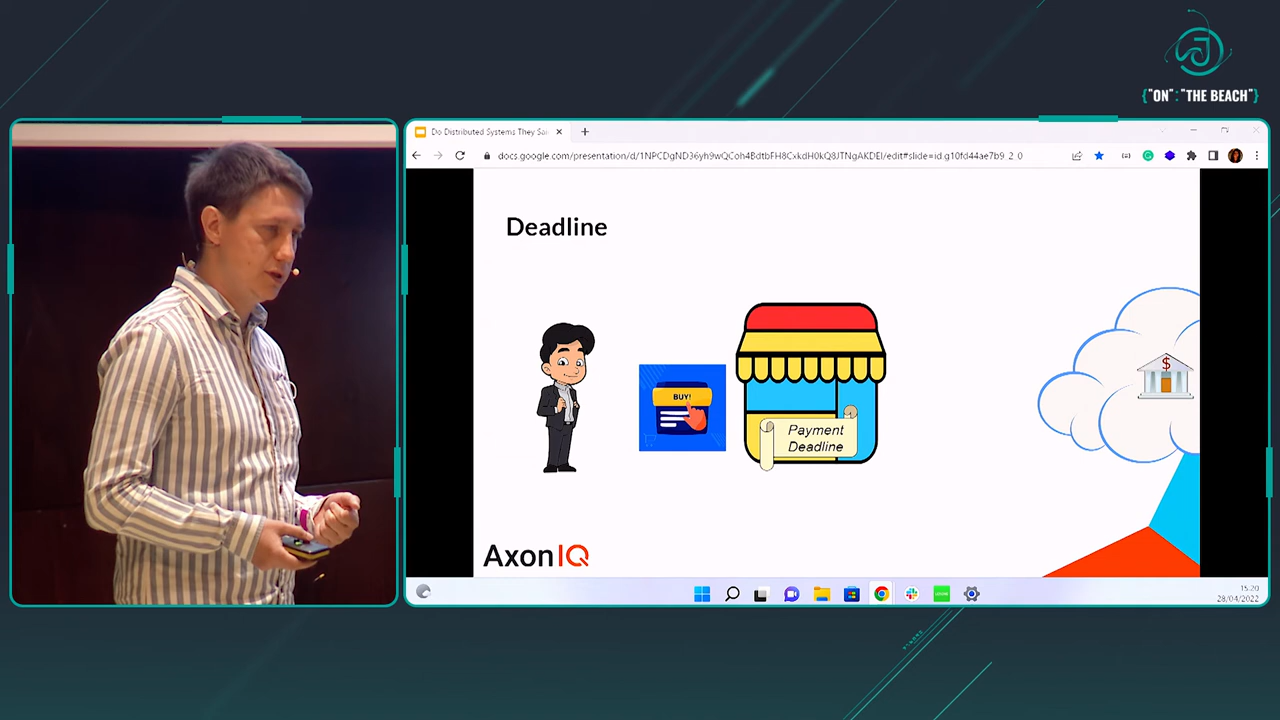 {"ON":"THE BEACH"}
Do Distributed Systems They Sai
docs.google.com/presentation/d/1NPCDgND36yh9wQCoh4BdtbFH8CxkdH0kQ8JTNgAKDEI/edit#slide=id.g10fd44ae7b9_2_0
Deadline
BUY!
$
Payment
Deadline
AxonIQ
15:20
28/04/2022